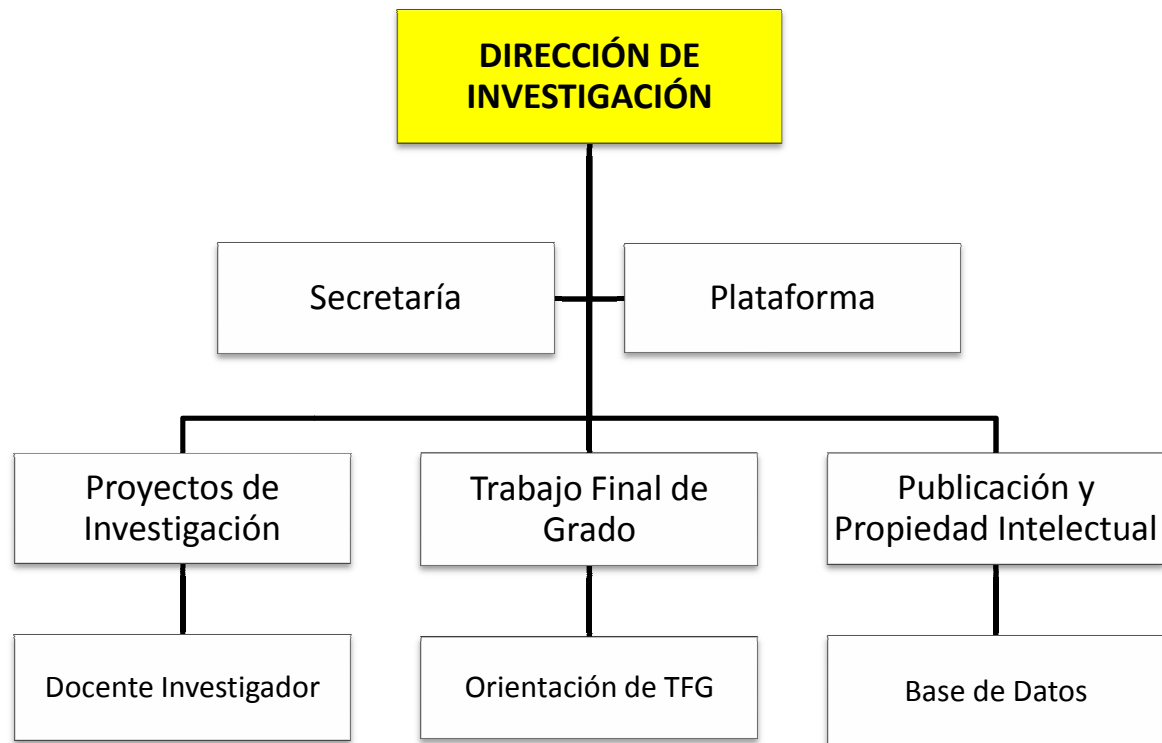 DIRECCIÓN DE
INVESTIGACIÓN
Secretaría
Plataforma
Proyectos de
Investigación
Trabajo Final de
Grado
Publicación y
Propiedad Intelectual
Docente Investigador
Orientación de TFG
Base de Datos